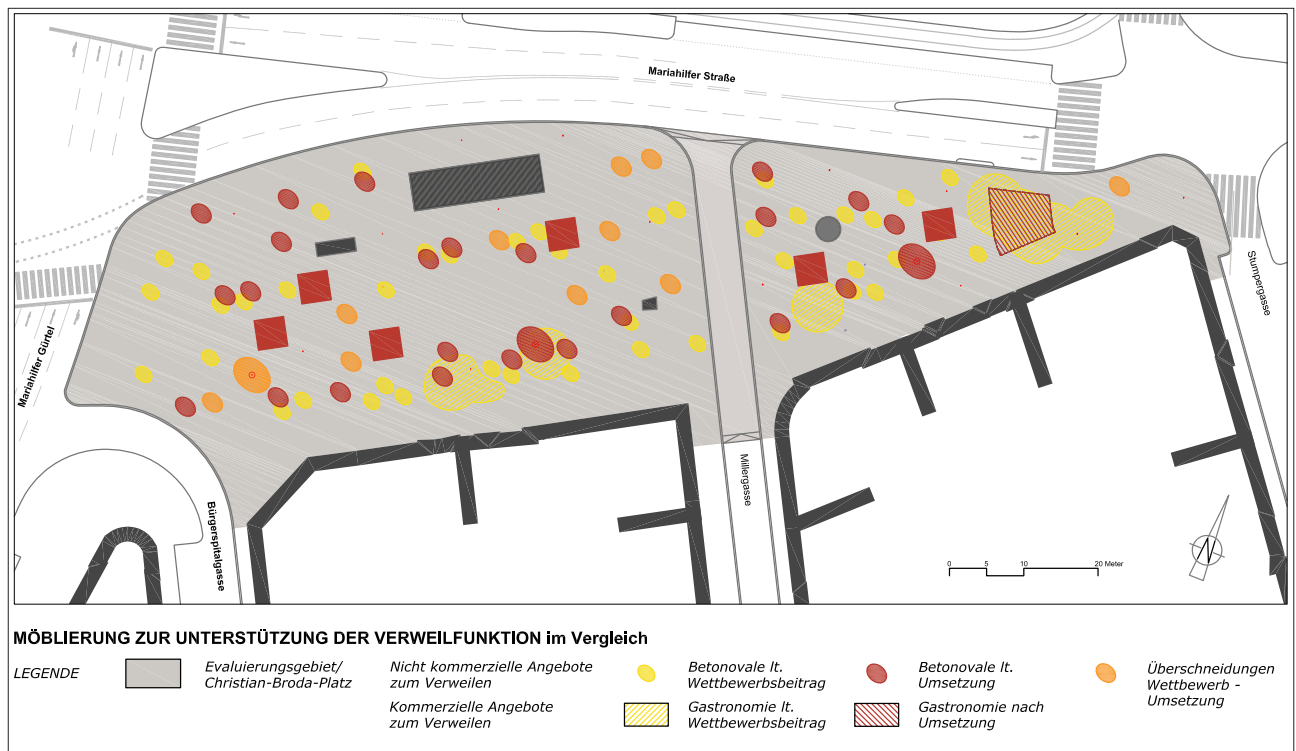 Mariahilfer Straße
Mariahilfer Gürtel
Stumpergasse
Millergasse
Bürgerspitalgasse
N
0 5 10 20 Meter
MÖBLIERUNG ZUR UNTERSTÜTZUNG DER VERWEILFUNKTION im Vergleich
LEGENDE
Evaluierungsgebiet/
Christian-Broda-Platz
Nicht kommerzielle Angebote
zum Verweilen
Betonovale lt.
Wettbewerbsbeitrag
Betonovale lt.
Umsetzung
Überschneidungen
Wettbewerb -
Umsetzung
Kommerzielle Angebote
zum Verweilen
Gastronomie lt.
Wettbewerbsbeitrag
Gastronomie nach
Umsetzung